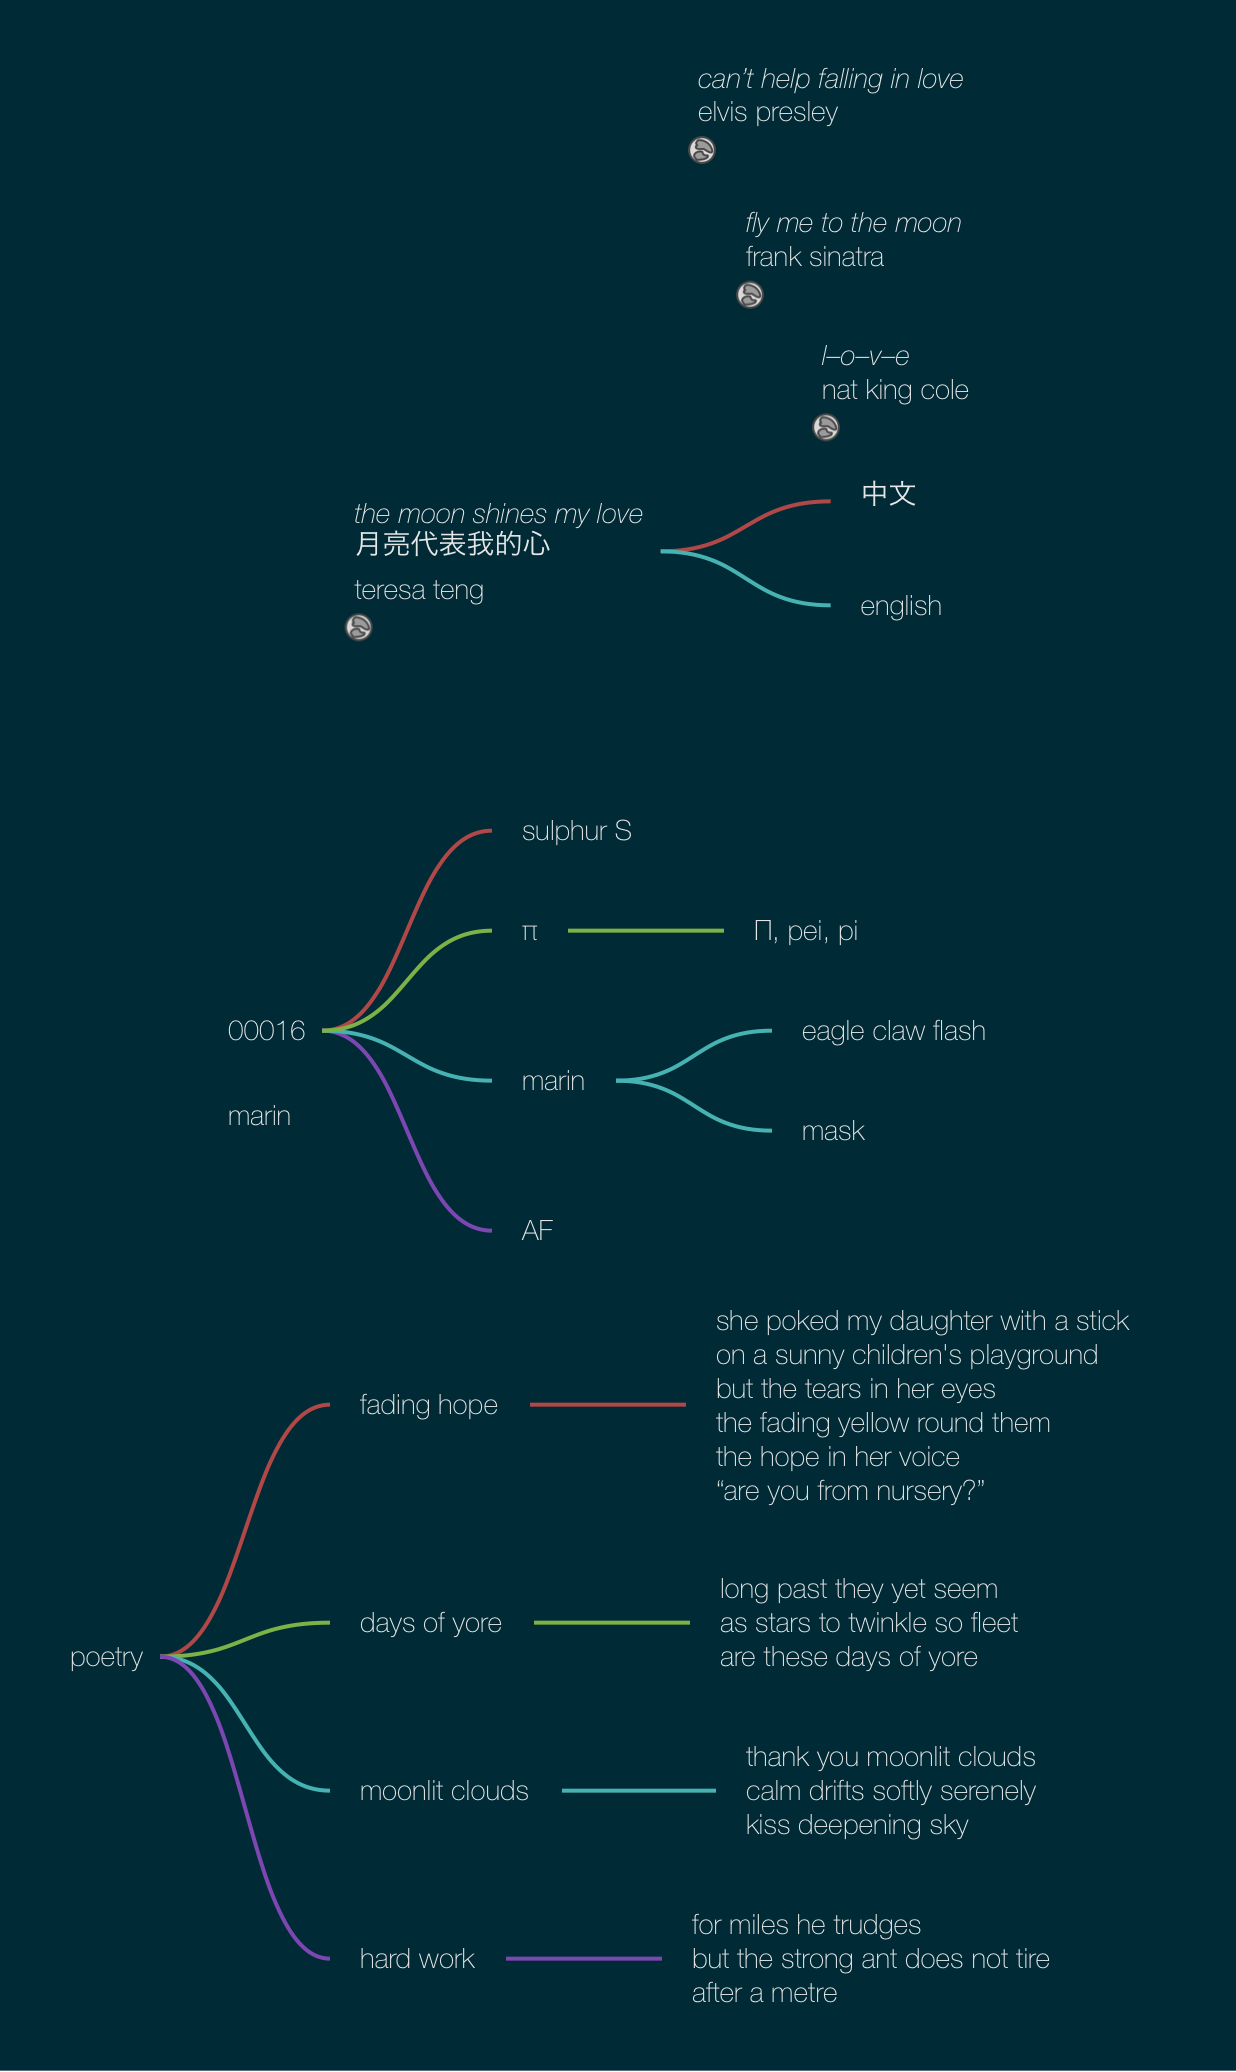 can't help falling in love
elvis presley
fly me to the moon
frank sinatra
l–o–v–e
nat king cole
the moon shines my love
月亮代表我的心
teresa teng
中文
english
00016
marin
sulphur S
π
Π, pei, pi
marin
eagle claw flash
mask
AF
poetry
fading hope
she poked my daughter with a stick
on a sunny children's playground
but the tears in her eyes
the fading yellow round them
the hope in her voice
“are you from nursery?”
days of yore
long past they yet seem
as stars to twinkle so fleet
are these days of yore
moonlit clouds
thank you moonlit clouds
calm drifts softly serenely
kiss deepening sky
hard work
for miles he trudges
but the strong ant does not tire
after a metre